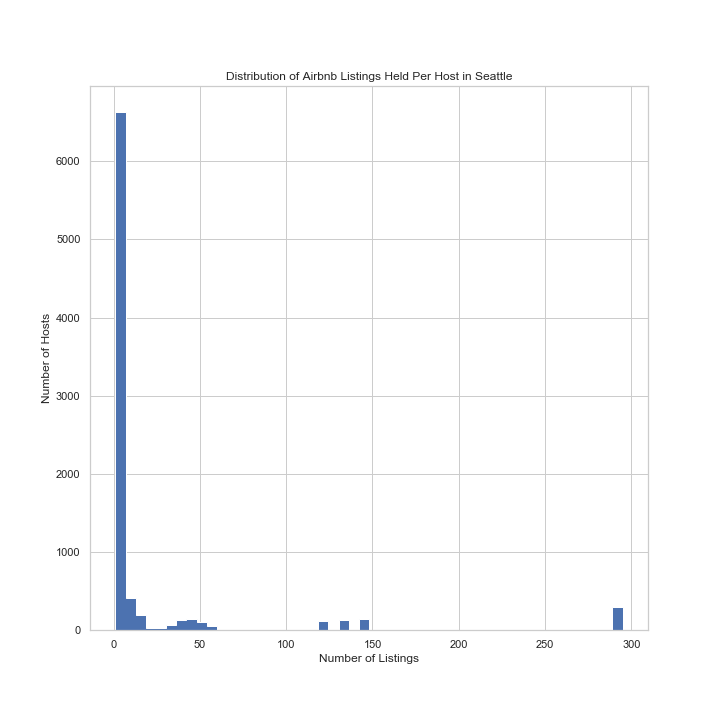 Distribution of Airbnb Listings Held Per Host in Seattle
6000
5000
4000
3000
2000
1000
0
Number of Hosts
0 50 100 150 200 250 300
Number of Listings